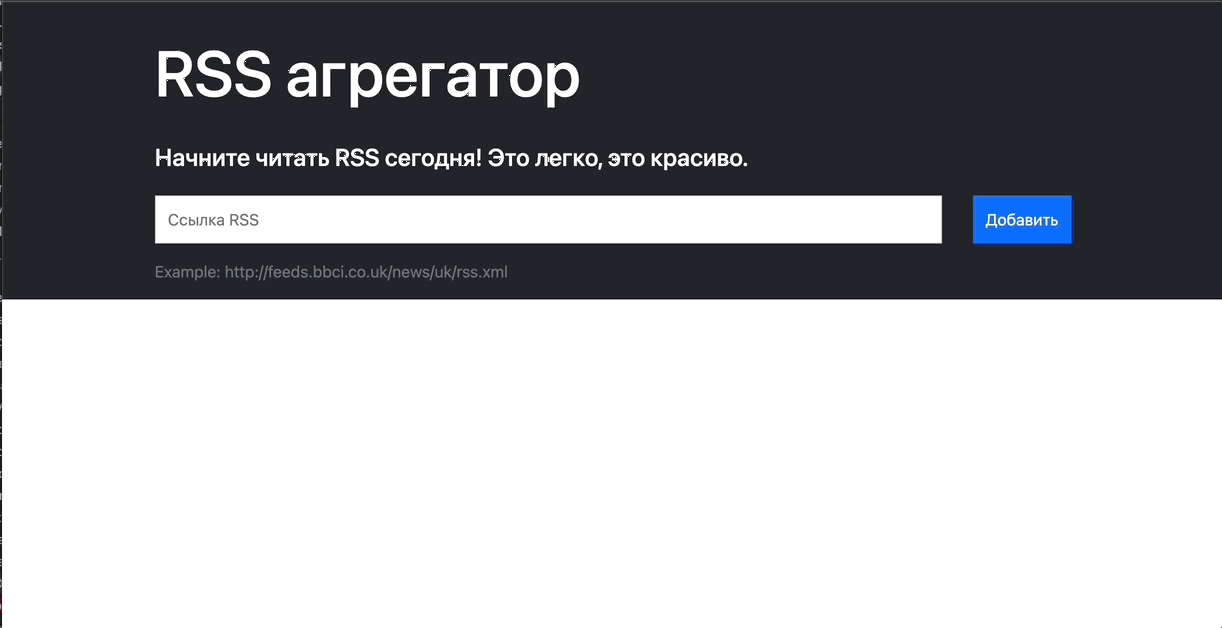 RSS агрегатор
Начните читать RSS сегодня! Это легко, это красиво.
Ссылка RSS
Добавить
Example: http://feeds.bbci.co.uk/news/uk/rss.xml